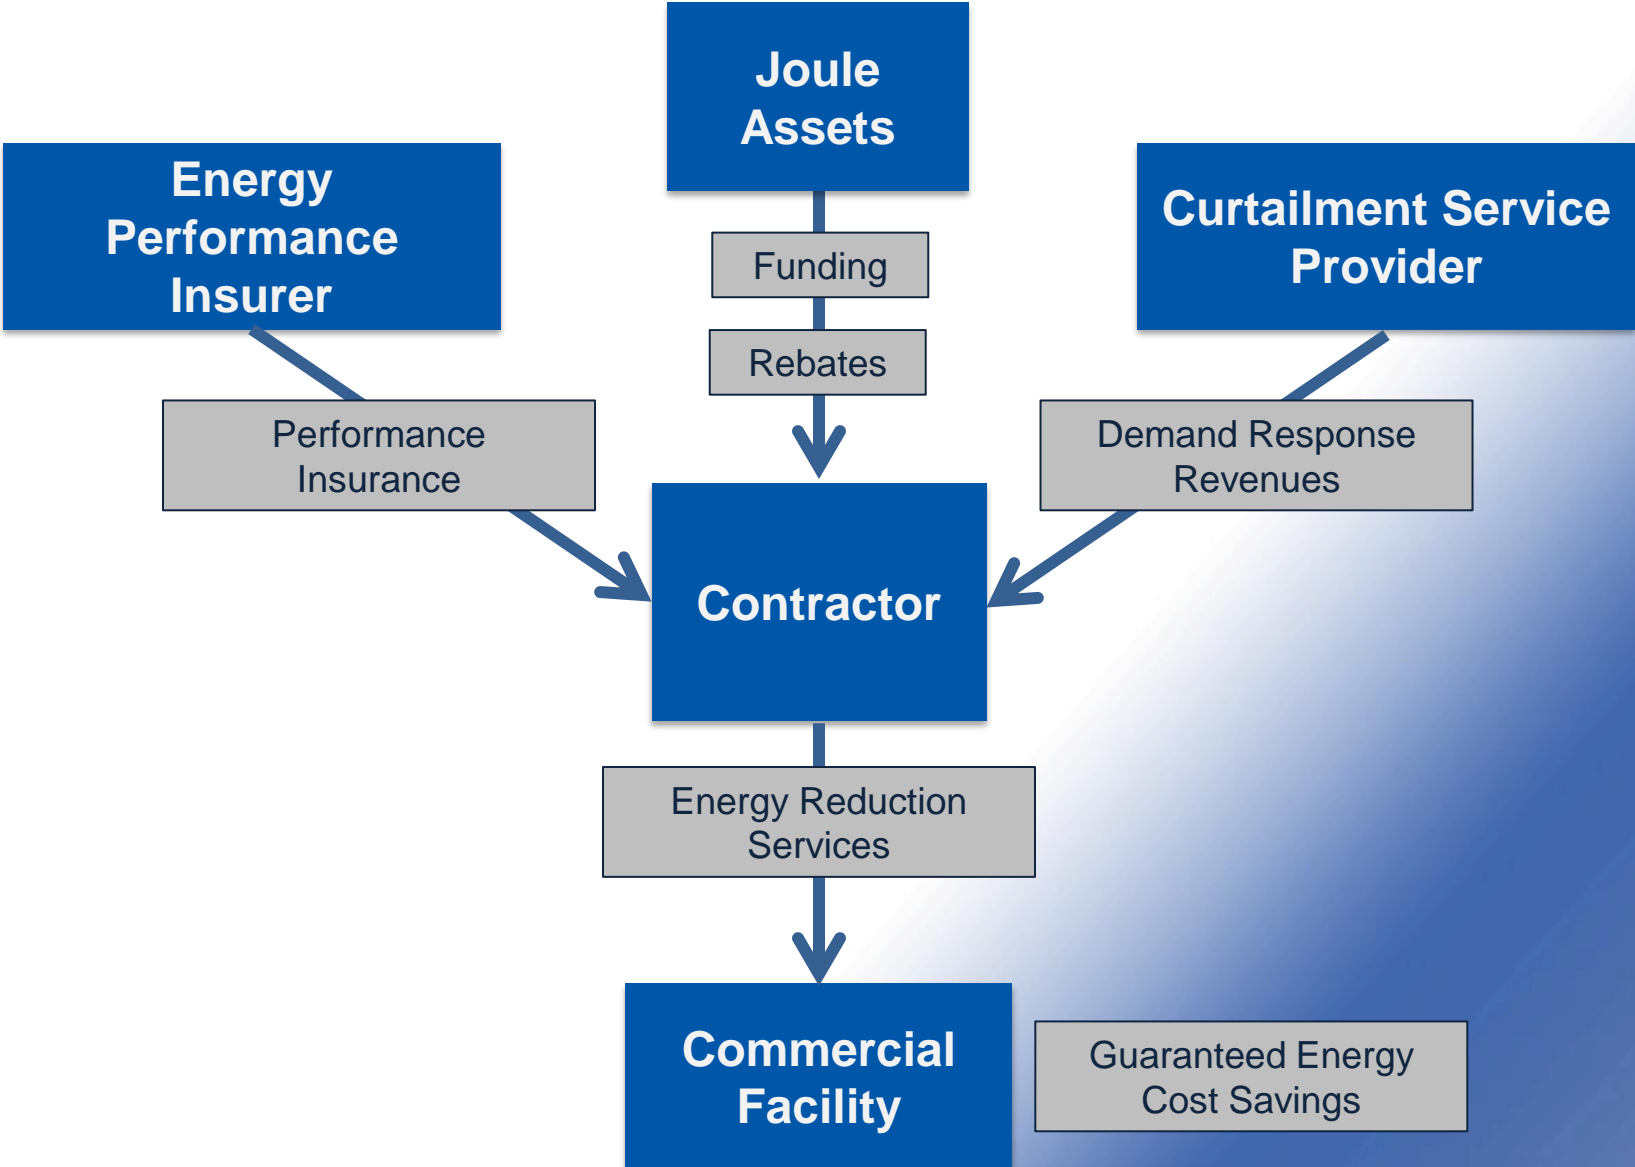 Joule
Assets
Energy
Performance
Insurer
Curtailment Service
Provider
Funding
Rebates
Performance
Insurance
Demand Response
Revenues
Contractor
Energy Reduction
Services
Commercial
Facility
Guaranteed Energy
Cost Savings